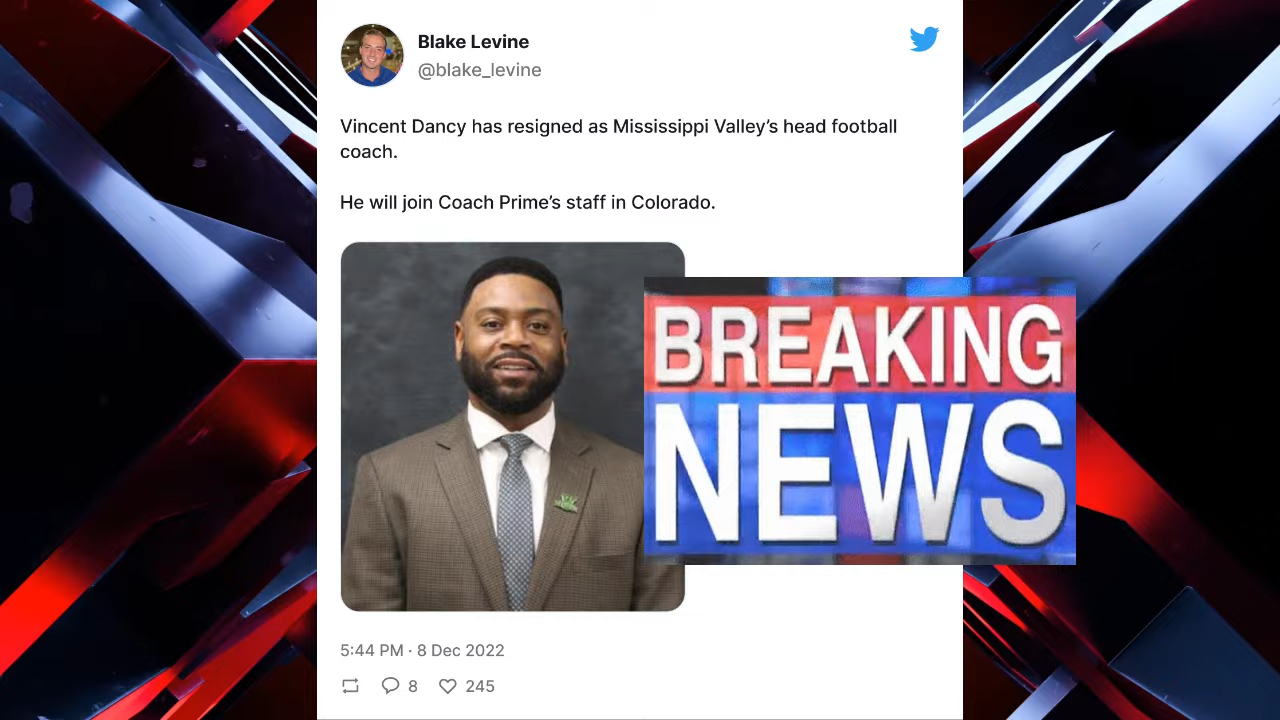 Blake Levine
@blake_levine
Vincent Dancy has resigned as Mississippi Valley’s head football
coach.
He will join Coach Prime’s staff in Colorado.
BREAKING
NEWS
5:44 PM · 8 Dec 2022
8 245